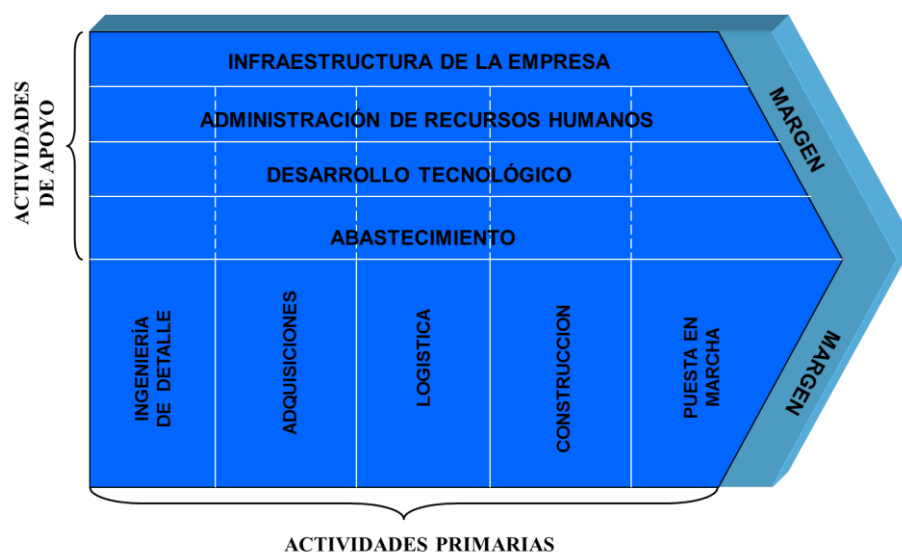 ACTIVIDADES
DE APOYO
INFRAESTRUCTURA DE LA EMPRESA
ADMINISTRACIÓN DE RECURSOS HUMANOS
DESARROLLO TECNOLÓGICO
ABASTECIMIENTO
MARGEN
INGENIERÍA
DE DETALLE
ADQUISICIONES
LOGISTICA
CONSTRUCCION
PUESTA EN
MARCHA
MARGEN
ACTIVIDADES PRIMARIAS